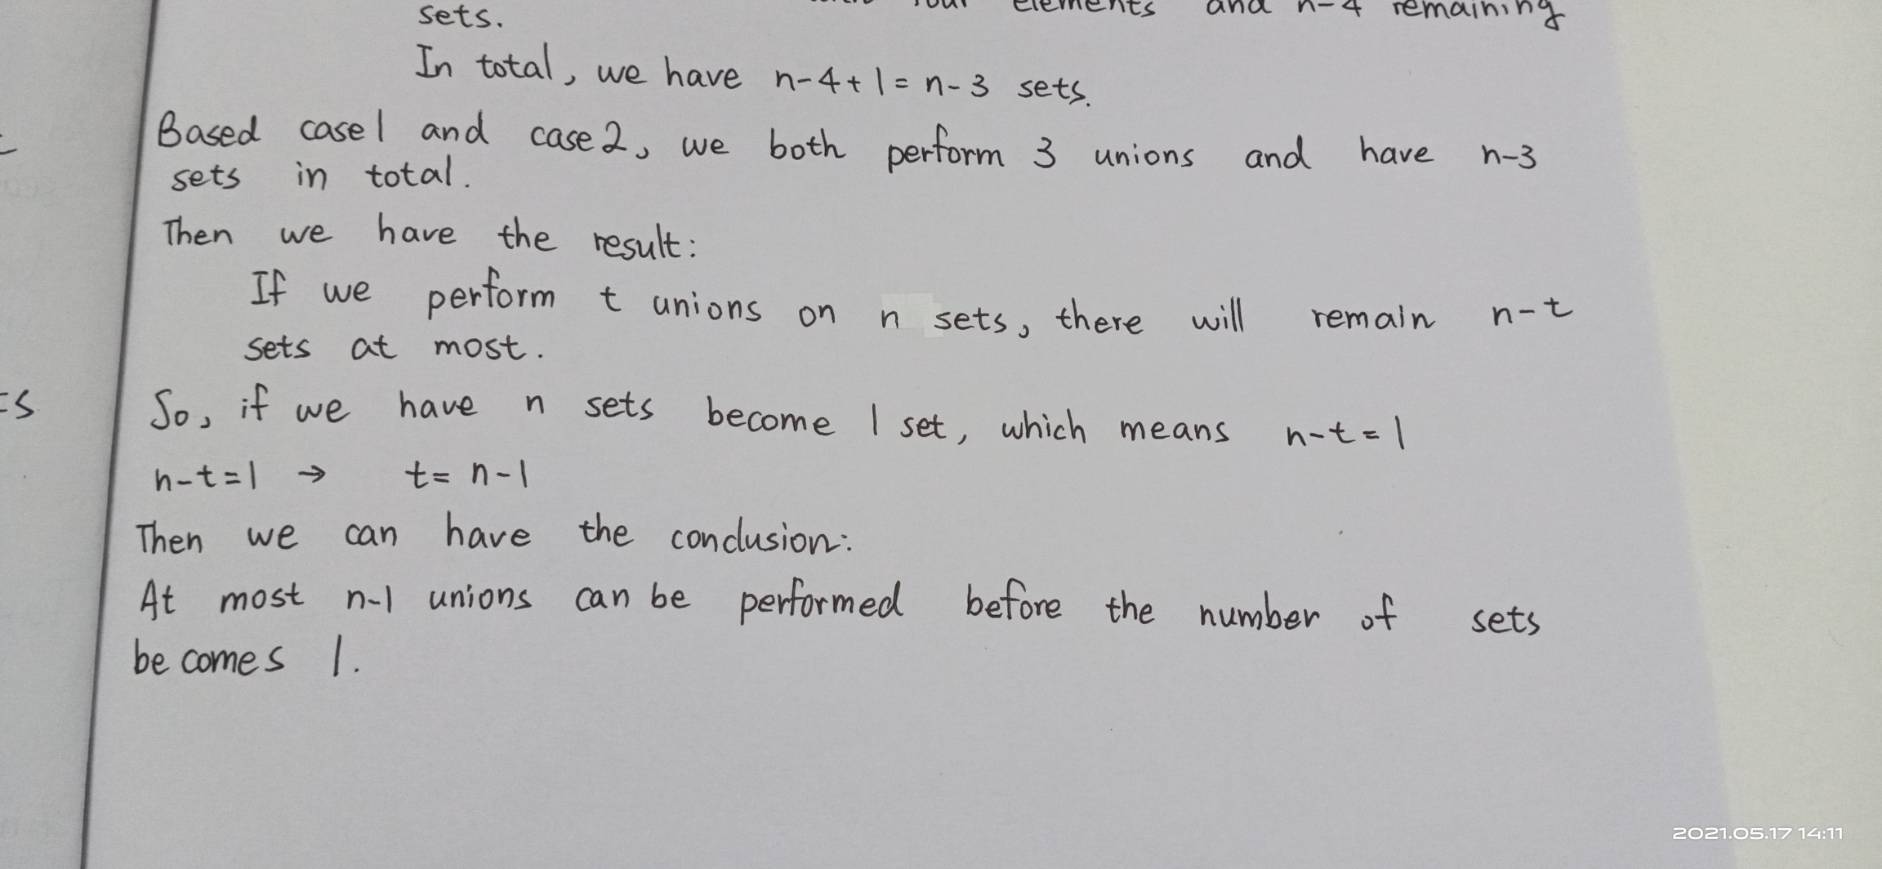 elements and n-4 remaining
sets.
In total, we have n-4+1=n-3 sets.
Based case1 and case2, we both perform 3 unions and have n-3
sets in total.
Then we have the result:
If we perform t unions on n sets, there will remain n-t
sets at most.
So, if we have n sets become 1 set, which means n-t=1
n-t=1 → t= n-1
Then we can have the conclusion:
At most n-1 unions can be performed before the number of sets
becomes 1.
2021.05.17 14:11